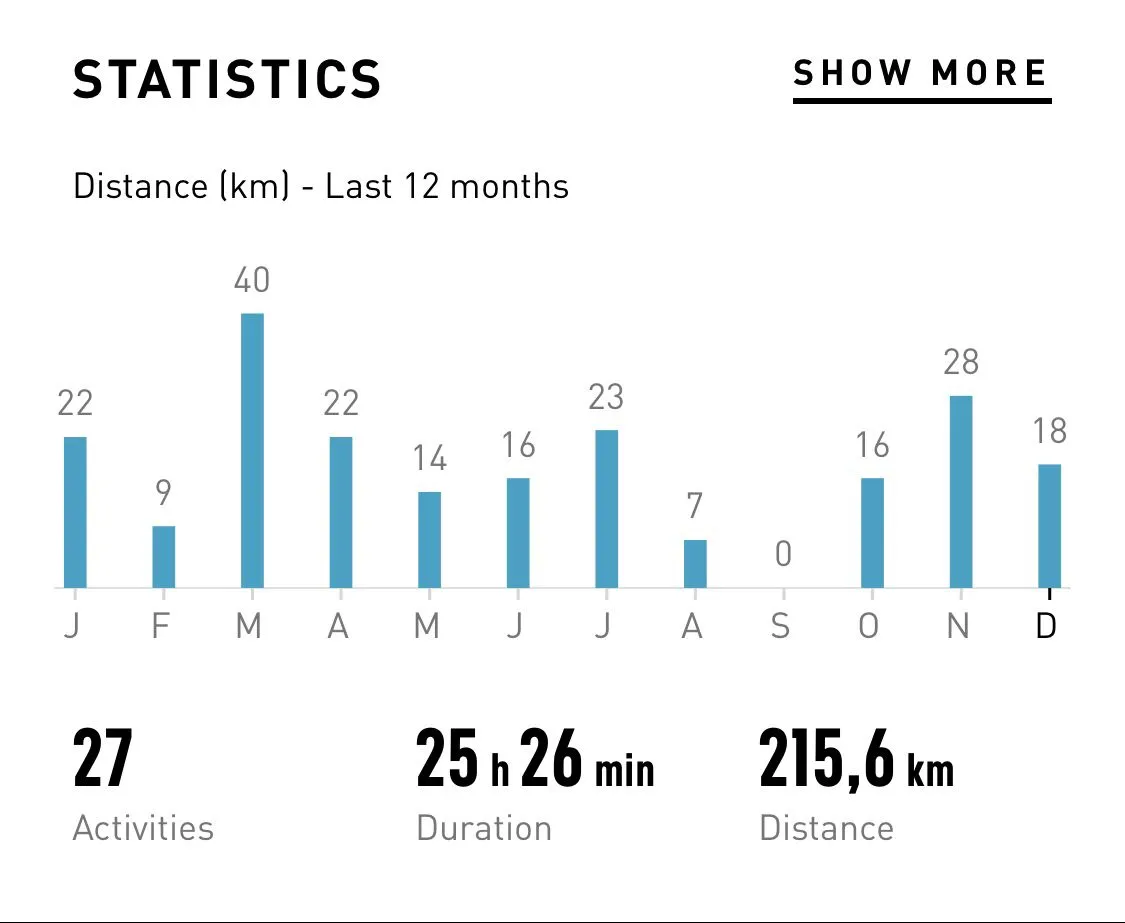 STATISTICS SHOW MORE
Distance (km) - Last 12 months
40
28
22 22 23
16 16 18
9 14 7 0
J F M A M J J A S O N D
27 25 h 26 min 215,6 km
Activities Duration Distance